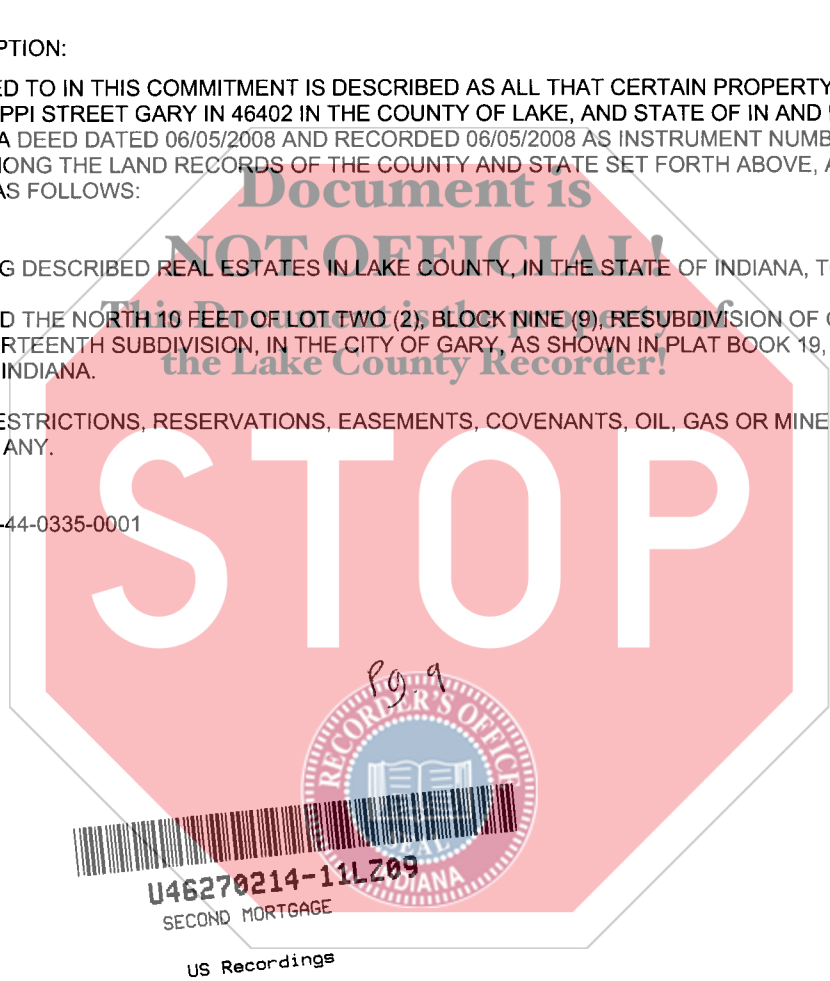 PTION:
ED TO IN THIS COMMITMENT IS DESCRIBED AS ALL THAT CERTAIN PROPERTY
PPI STREET GARY IN 46402 IN THE COUNTY OF LAKE, AND STATE OF IN AND
A DEED DATED 06/05/2008 AND RECORDED 06/05/2008 AS INSTRUMENT NUMB
MONG THE LAND RECORDS OF THE COUNTY AND STATE SET FORTH ABOVE, A
AS FOLLOWS:
Document is
NOT OFFICIAL!
G DESCRIBED REAL ESTATES IN LAKE COUNTY, IN THE STATE OF INDIANA, T
This Document is the property of
D THE NORTH 10 FEET OF LOT TWO (2), BLOCK NINE (9), RESUBDIVISION OF
RTEENTH SUBDIVISION, IN THE CITY OF GARY, AS SHOWN IN PLAT BOOK 19,
the Lake County Recorder!
INDIANA.
ESTRICTIONS, RESERVATIONS, EASEMENTS, COVENANTS, OIL, GAS OR MINE
ANY.
STOP
-44-0335-0001
Pg. 9
RECORDER'S OFFICE
SEAL
INDIANA
U46270214-11LZ09
SECOND MORTGAGE
US Recordings